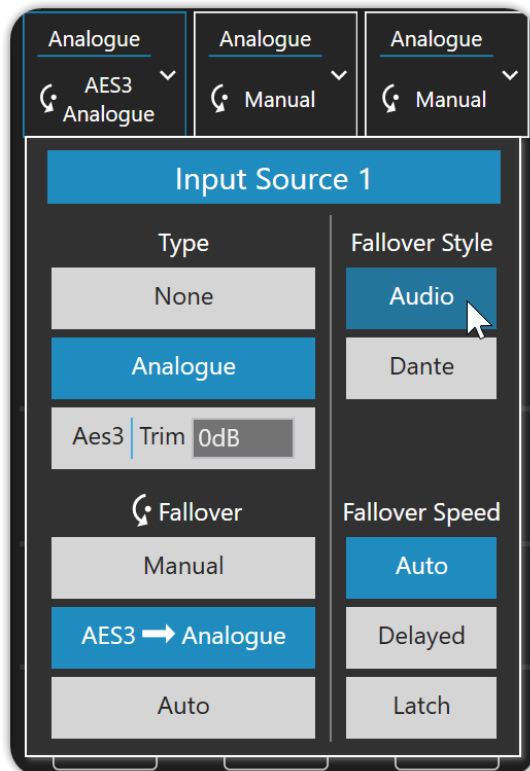 Analogue
AES3
Analogue
Analogue
Manual
Analogue
Manual
Input Source 1
Type
None
Analogue
Aes3 Trim 0dB
Fallover
Manual
AES3 → Analogue
Auto
Fallover Style
Audio
Dante
Fallover Speed
Auto
Delayed
Latch